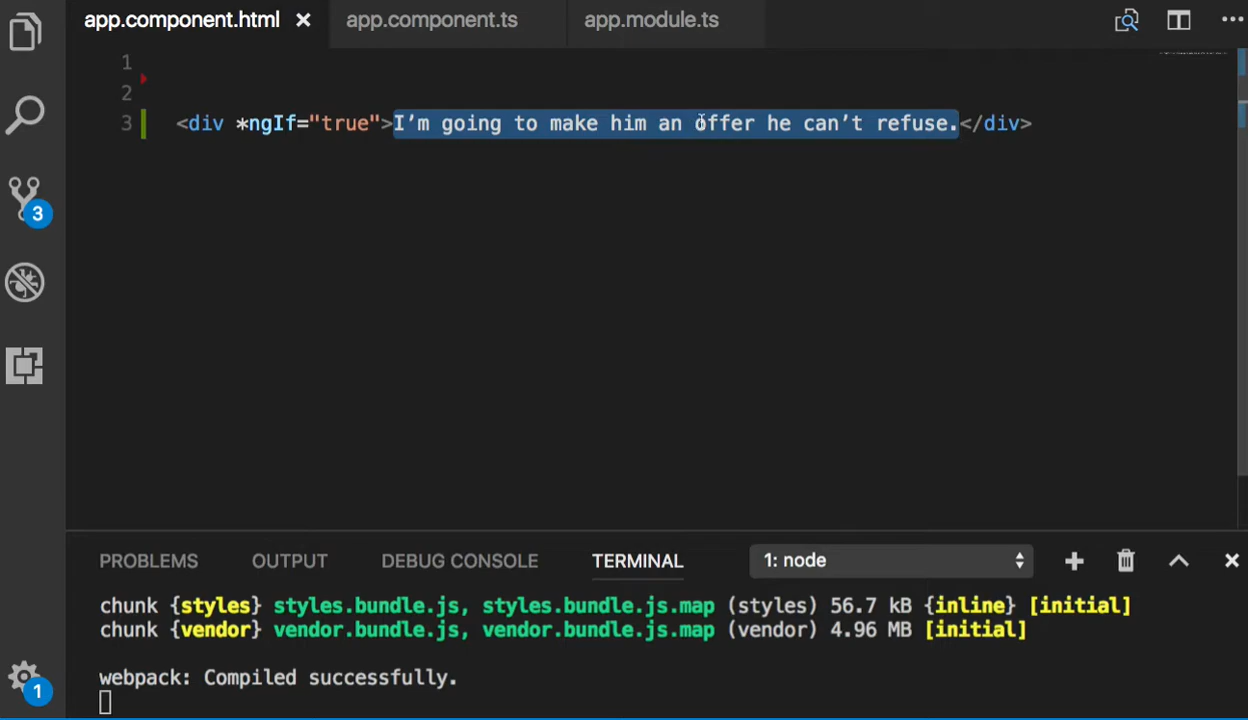 app.component.html × app.component.ts app.module.ts ...
1
2
3 <div *ngIf="true">I’m going to make him an offer he can’t refuse.</div>
3
1
PROBLEMS OUTPUT DEBUG CONSOLE TERMINAL 1: node
chunk {styles} styles.bundle.js, styles.bundle.js.map (styles) 56.7 kB {inline} [initial]
chunk {vendor} vendor.bundle.js, vendor.bundle.js.map (vendor) 4.96 MB [initial]
webpack: Compiled successfully.